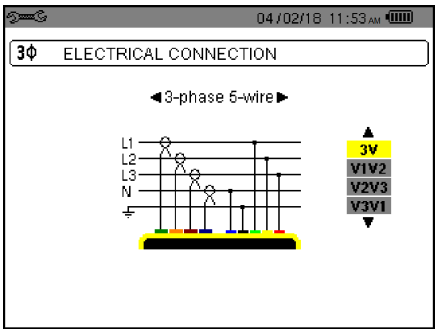 04/02/18 11:53 AM
3Φ ELECTRICAL CONNECTION
◄3-phase 5-wire►
L1
L2
L3
N
3V
V1V2
V2V3
V3V1